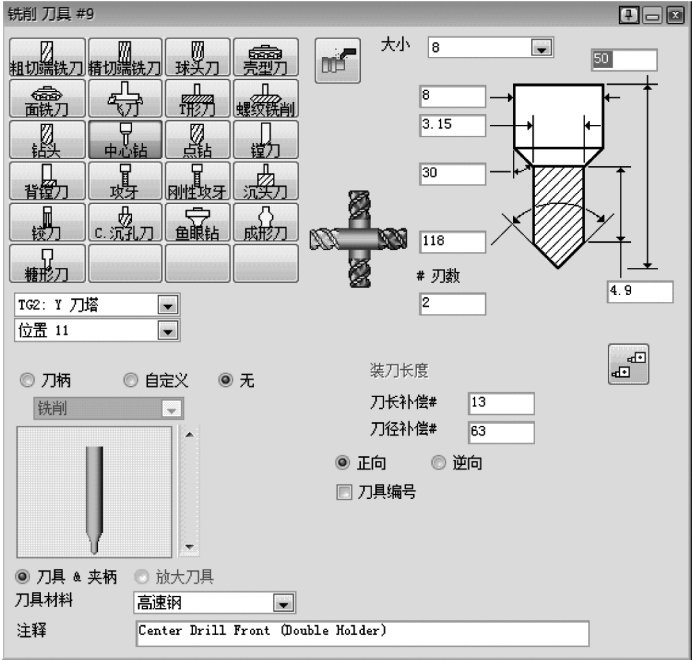 铣削 刀具 #9
大小 8
50
粗切端铣刀 精切端铣刀 球头刀 壳型刀
面铣刀 飞刀 T形刀 螺纹铣削
钻头 中心钻 点钻 镗刀
背镗刀 攻牙 刚性攻牙 沉头刀
铰刀 C.沉孔刀 鱼眼钻 成形刀
糖形刀
8
3.15
30
118
# 刃数
2
4.9
TG2: Y 刀塔
位置 11
刀柄 自定义 无
铣削
装刀长度
刀长补偿# 13
刀径补偿# 63
正向 逆向
刀具编号
刀具 & 夹柄 放大刀具
刀具材料 高速钢
注释 Center Drill Front (Double Holder)